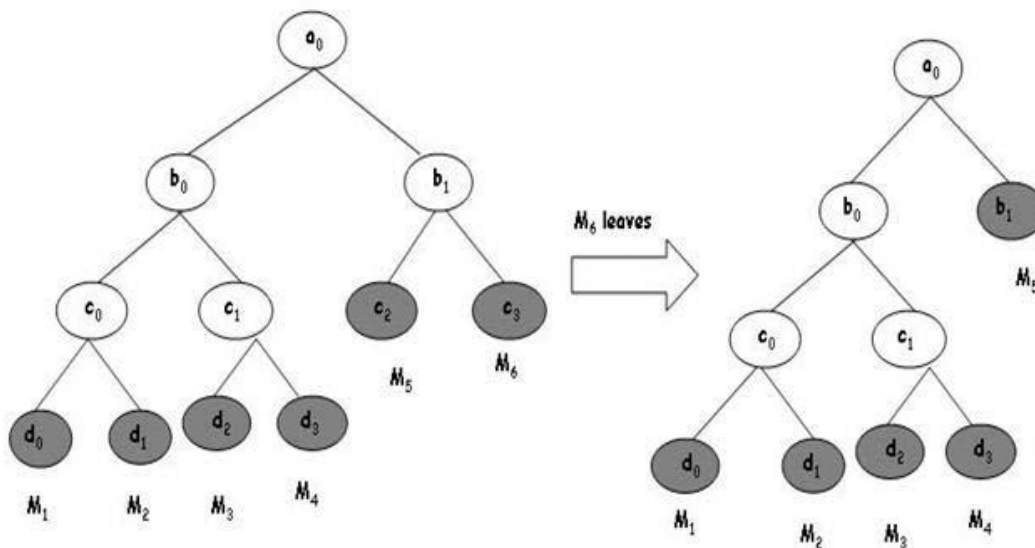 a₀
b₀
b₁
c₀
c₁
c₂
c₃
M₅
M₆
d₀
d₁
d₂
d₃
M₁
M₂
M₃
M₄
M₆ leaves
a₀
b₀
b₁
M₅
c₀
c₁
d₀
d₁
d₂
d₃
M₁
M₂
M₃
M₄